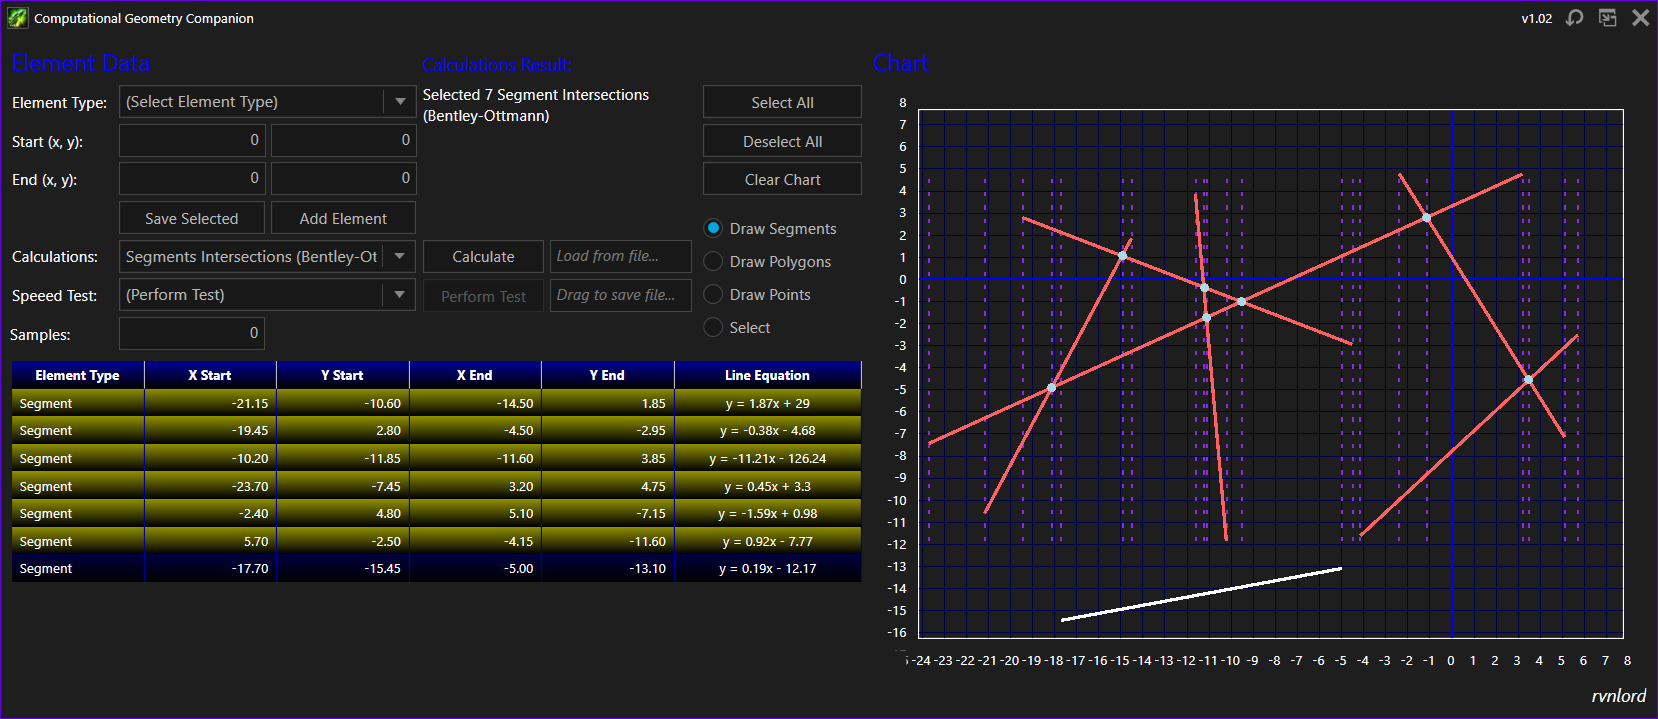 Computational Geometry Companion
v1.02
Element Data
Calculations Result:
Chart
Element Type:
(Select Element Type)
Selected 7 Segment Intersections
(Bentley-Ottmann)
Select All
Start (x, y):
0
0
Deselect All
End (x, y):
0
0
Clear Chart
Save Selected
Add Element
Draw Segments
Calculations:
Segments Intersections (Bentley-Ot
Calculate
Load from file...
Draw Polygons
Speeed Test:
(Perform Test)
Perform Test
Drag to save file...
Draw Points
Samples:
0
Select
Element Type X Start Y Start X End Y End Line Equation
Segment -21.15 -10.60 -14.50 1.85 y = 1.87x + 29
Segment -19.45 2.80 -4.50 -2.95 y = -0.38x - 4.68
Segment -10.20 -11.85 -11.60 3.85 y = -11.21x - 126.24
Segment -23.70 -7.45 3.20 4.75 y = 0.45x + 3.3
Segment -2.40 4.80 5.10 -7.15 y = -1.59x + 0.98
Segment 5.70 -2.50 -4.15 -11.60 y = 0.92x - 7.77
Segment -17.70 -15.45 -5.00 -13.10 y = 0.19x - 12.17
8
7
6
5
4
3
2
1
0
-1
-2
-3
-4
-5
-6
-7
-8
-9
-10
-11
-12
-13
-14
-15
-16
-24 -23 -22 -21 -20 -19 -18 -17 -16 -15 -14 -13 -12 -11 -10 -9 -8 -7 -6 -5 -4 -3 -2 -1 0 1 2 3 4 5 6 7 8
rvnlord